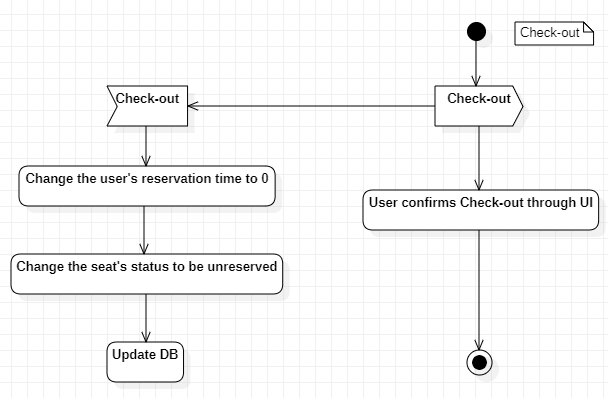 Check-out
Check-out
Check-out
Change the user's reservation time to 0
User confirms Check-out through UI
Change the seat's status to be unreserved
Update DB